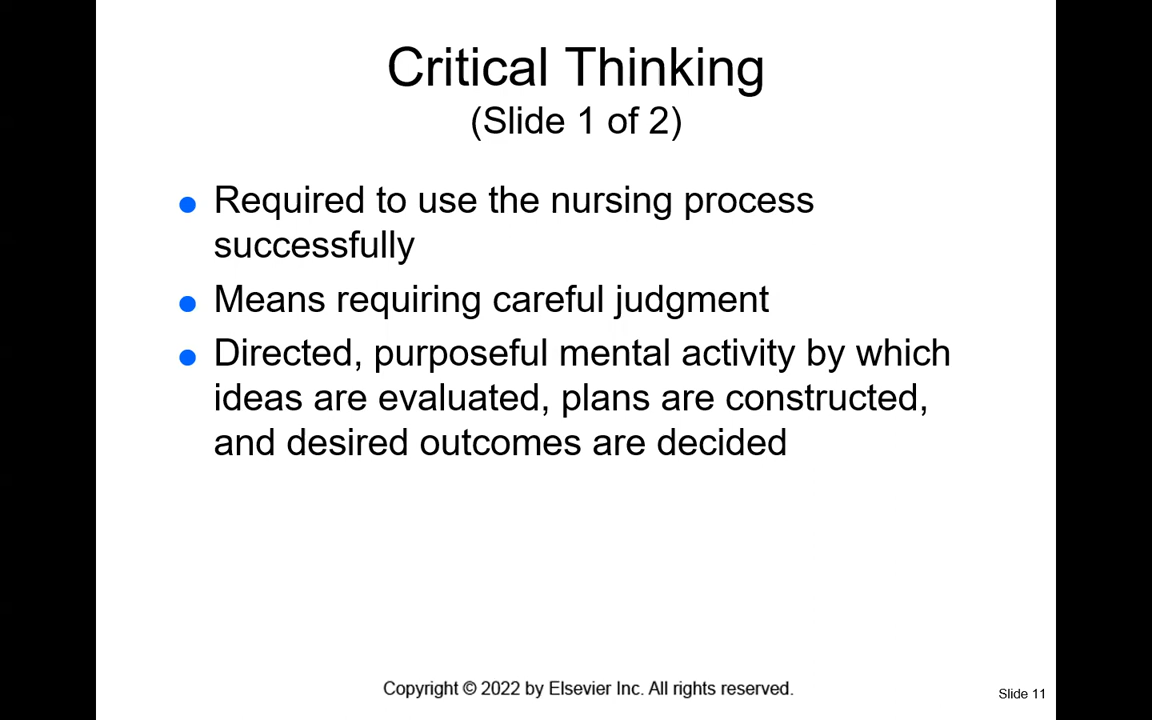 Critical Thinking
(Slide 1 of 2)
Required to use the nursing process
successfully
Means requiring careful judgment
Directed, purposeful mental activity by which
ideas are evaluated, plans are constructed,
and desired outcomes are decided
Copyright © 2022 by Elsevier Inc. All rights reserved.
Slide 11